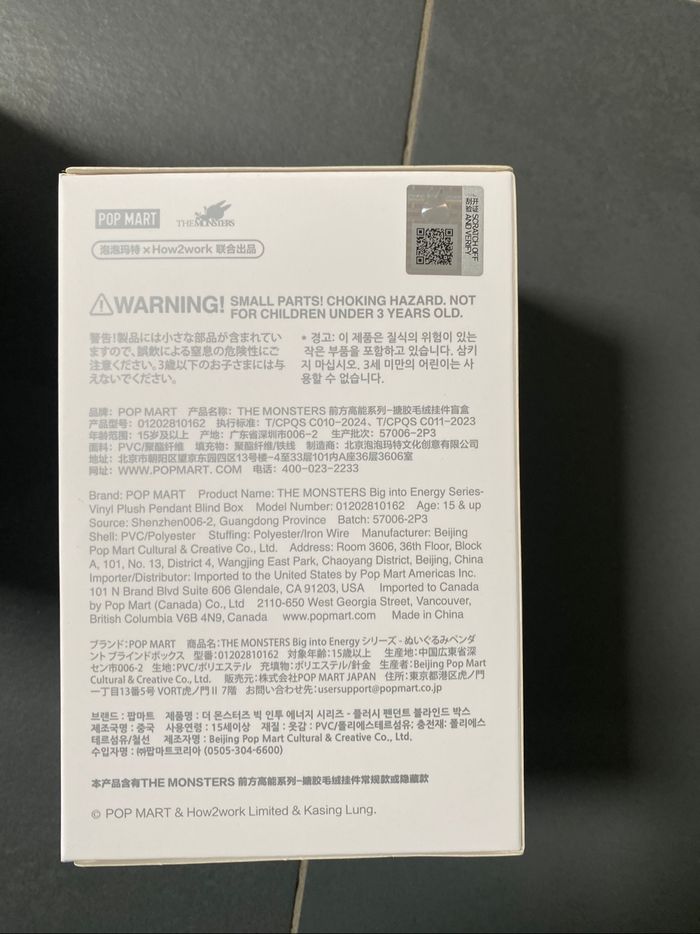 POP MART THE MONSTERS
泡泡玛特×How2work 联合出品
刮开验证 SCRATCH OFF AND VERIFY
WARNING! SMALL PARTS! CHOKING HAZARD. NOT
FOR CHILDREN UNDER 3 YEARS OLD.
警告!製品には小さな部品が含まれてい
ますので、誤飲による窒息の危険性にご
注意ください。3歳以下のお子さまには与
えないでください。
* 경고: 이 제품은 질식의 위험이 있는
작은 부품을 포함하고 있습니다. 삼키
지 마십시오. 3세 미만의 어린이는 사
용할 수 없습니다.
品牌: POP MART 产品名称: THE MONSTERS 前方高能系列-搪胶毛绒挂件盲盒
产品型号: 01202810162 执行标准: T/CPQS C010-2024、T/CPQS C011-2023
年龄范围: 15岁及以上 产地: 广东省深圳市006-2 生产批次: 57006-2P3
面料: PVC/聚酯纤维 填充物: 聚酯纤维/铁线 制造商: 北京泡泡玛特文化创意有限公司
地址: 北京市朝阳区望京东园四区13号楼-4至33层101内A座36层3606室
网址: WWW.POPMART. COM 电话: 400-023-2233
Brand: POP MART Product Name: THE MONSTERS Big into Energy Series-
Vinyl Plush Pendant Blind Box Model Number: 01202810162 Age: 15 & up
Source: Shenzhen006-2, Guangdong Province Batch: 57006-2P3
Shell: PVC/Polyester Stuffing: Polyester/Iron Wire Manufacturer: Beijing
Pop Mart Cultural & Creative Co., Ltd. Address: Room 3606, 36th Floor, Block
A, 101, No. 13, District 4, Wangjing East Park, Chaoyang District, Beijing, China
Importer/Distributor: Imported to the United States by Pop Mart Americas Inc.
101 N Brand Blvd Suite 606 Glendale, CA 91203, USA Imported to Canada
by Pop Mart (Canada) Co., Ltd 2110-650 West Georgia Street, Vancouver,
British Columbia V6B 4N9, Canada www.popmart.com Made in China
ブランド:POP MART 商品名:THE MONSTERS Big into Energy シリーズ - ぬいぐるみペンダ
ント ブラインドボックス 型番:01202810162 対象年齢:15歳以上 生産地:中国広東省深
セン市006-2 生地:PVC/ポリエステル 充填物:ポリエステル/針金 生産者:Beijing Pop Mart
Cultural & Creative Co., Ltd. 販売元:株式会社POP MART JAPAN 住所:東京都港区虎ノ門
一丁目13番5号 VORT虎ノ門Ⅱ 7階 お問い合わせ先:usersupport@popmart.co.jp
브랜드 : 팝마트 제품명 : 더 몬스터즈 빅 인투 에너지 시리즈 - 플러시 펜던트 블라인드 박스
제조국명 : 중국 사용연령 : 15세이상 재질 : 옷감 : PVC/폴리에스테르섬유; 충전재: 폴리에스
테르섬유/철선 제조자명 : Beijing Pop Mart Cultural & Creative Co., Ltd.
수입자명 : ㈜팝마트코리아 (0505-304-6600)
本产品含有THE MONSTERS 前方高能系列-搪胶毛绒挂件常规款或隐藏款
© POP MART & How2work Limited & Kasing Lung.